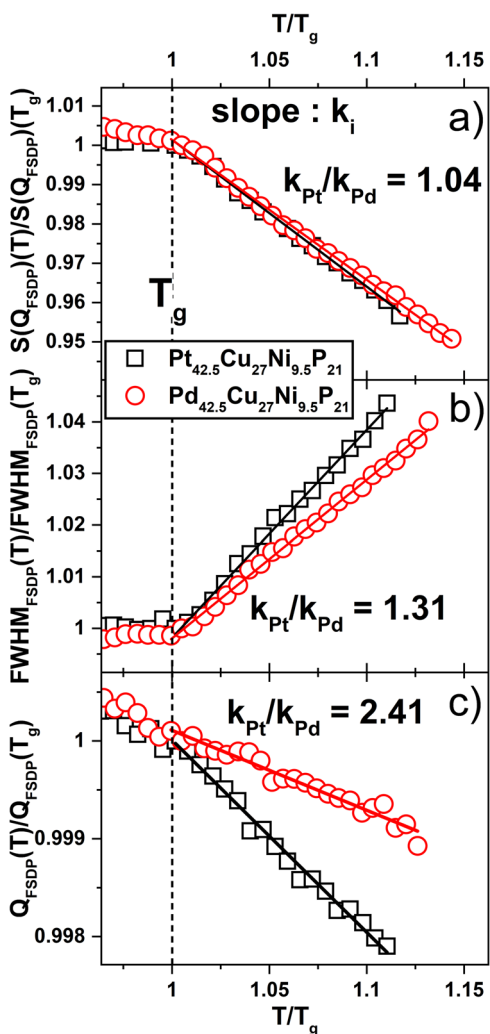 T/T_g
1 1.05 1.1 1.15
S(Q_FSDP)(T)/S(Q_FSDP)(T_g)
1.01
1
0.99
0.98
0.97
0.96
0.95
slope : k_i
a)
k_Pt/k_Pd = 1.04
T_g
Pt_42.5Cu_27Ni_9.5P_21
Pd_42.5Cu_27Ni_9.5P_21
FWHM_FSDP(T)/FWHM_FSDP(T_g)
1.04
1.03
1.02
1.01
1
b)
k_Pt/k_Pd = 1.31
Q_FSDP(T)/Q_FSDP(T_g)
1
0.999
0.998
c)
k_Pt/k_Pd = 2.41
1 1.05 1.1 1.15
T/T_g